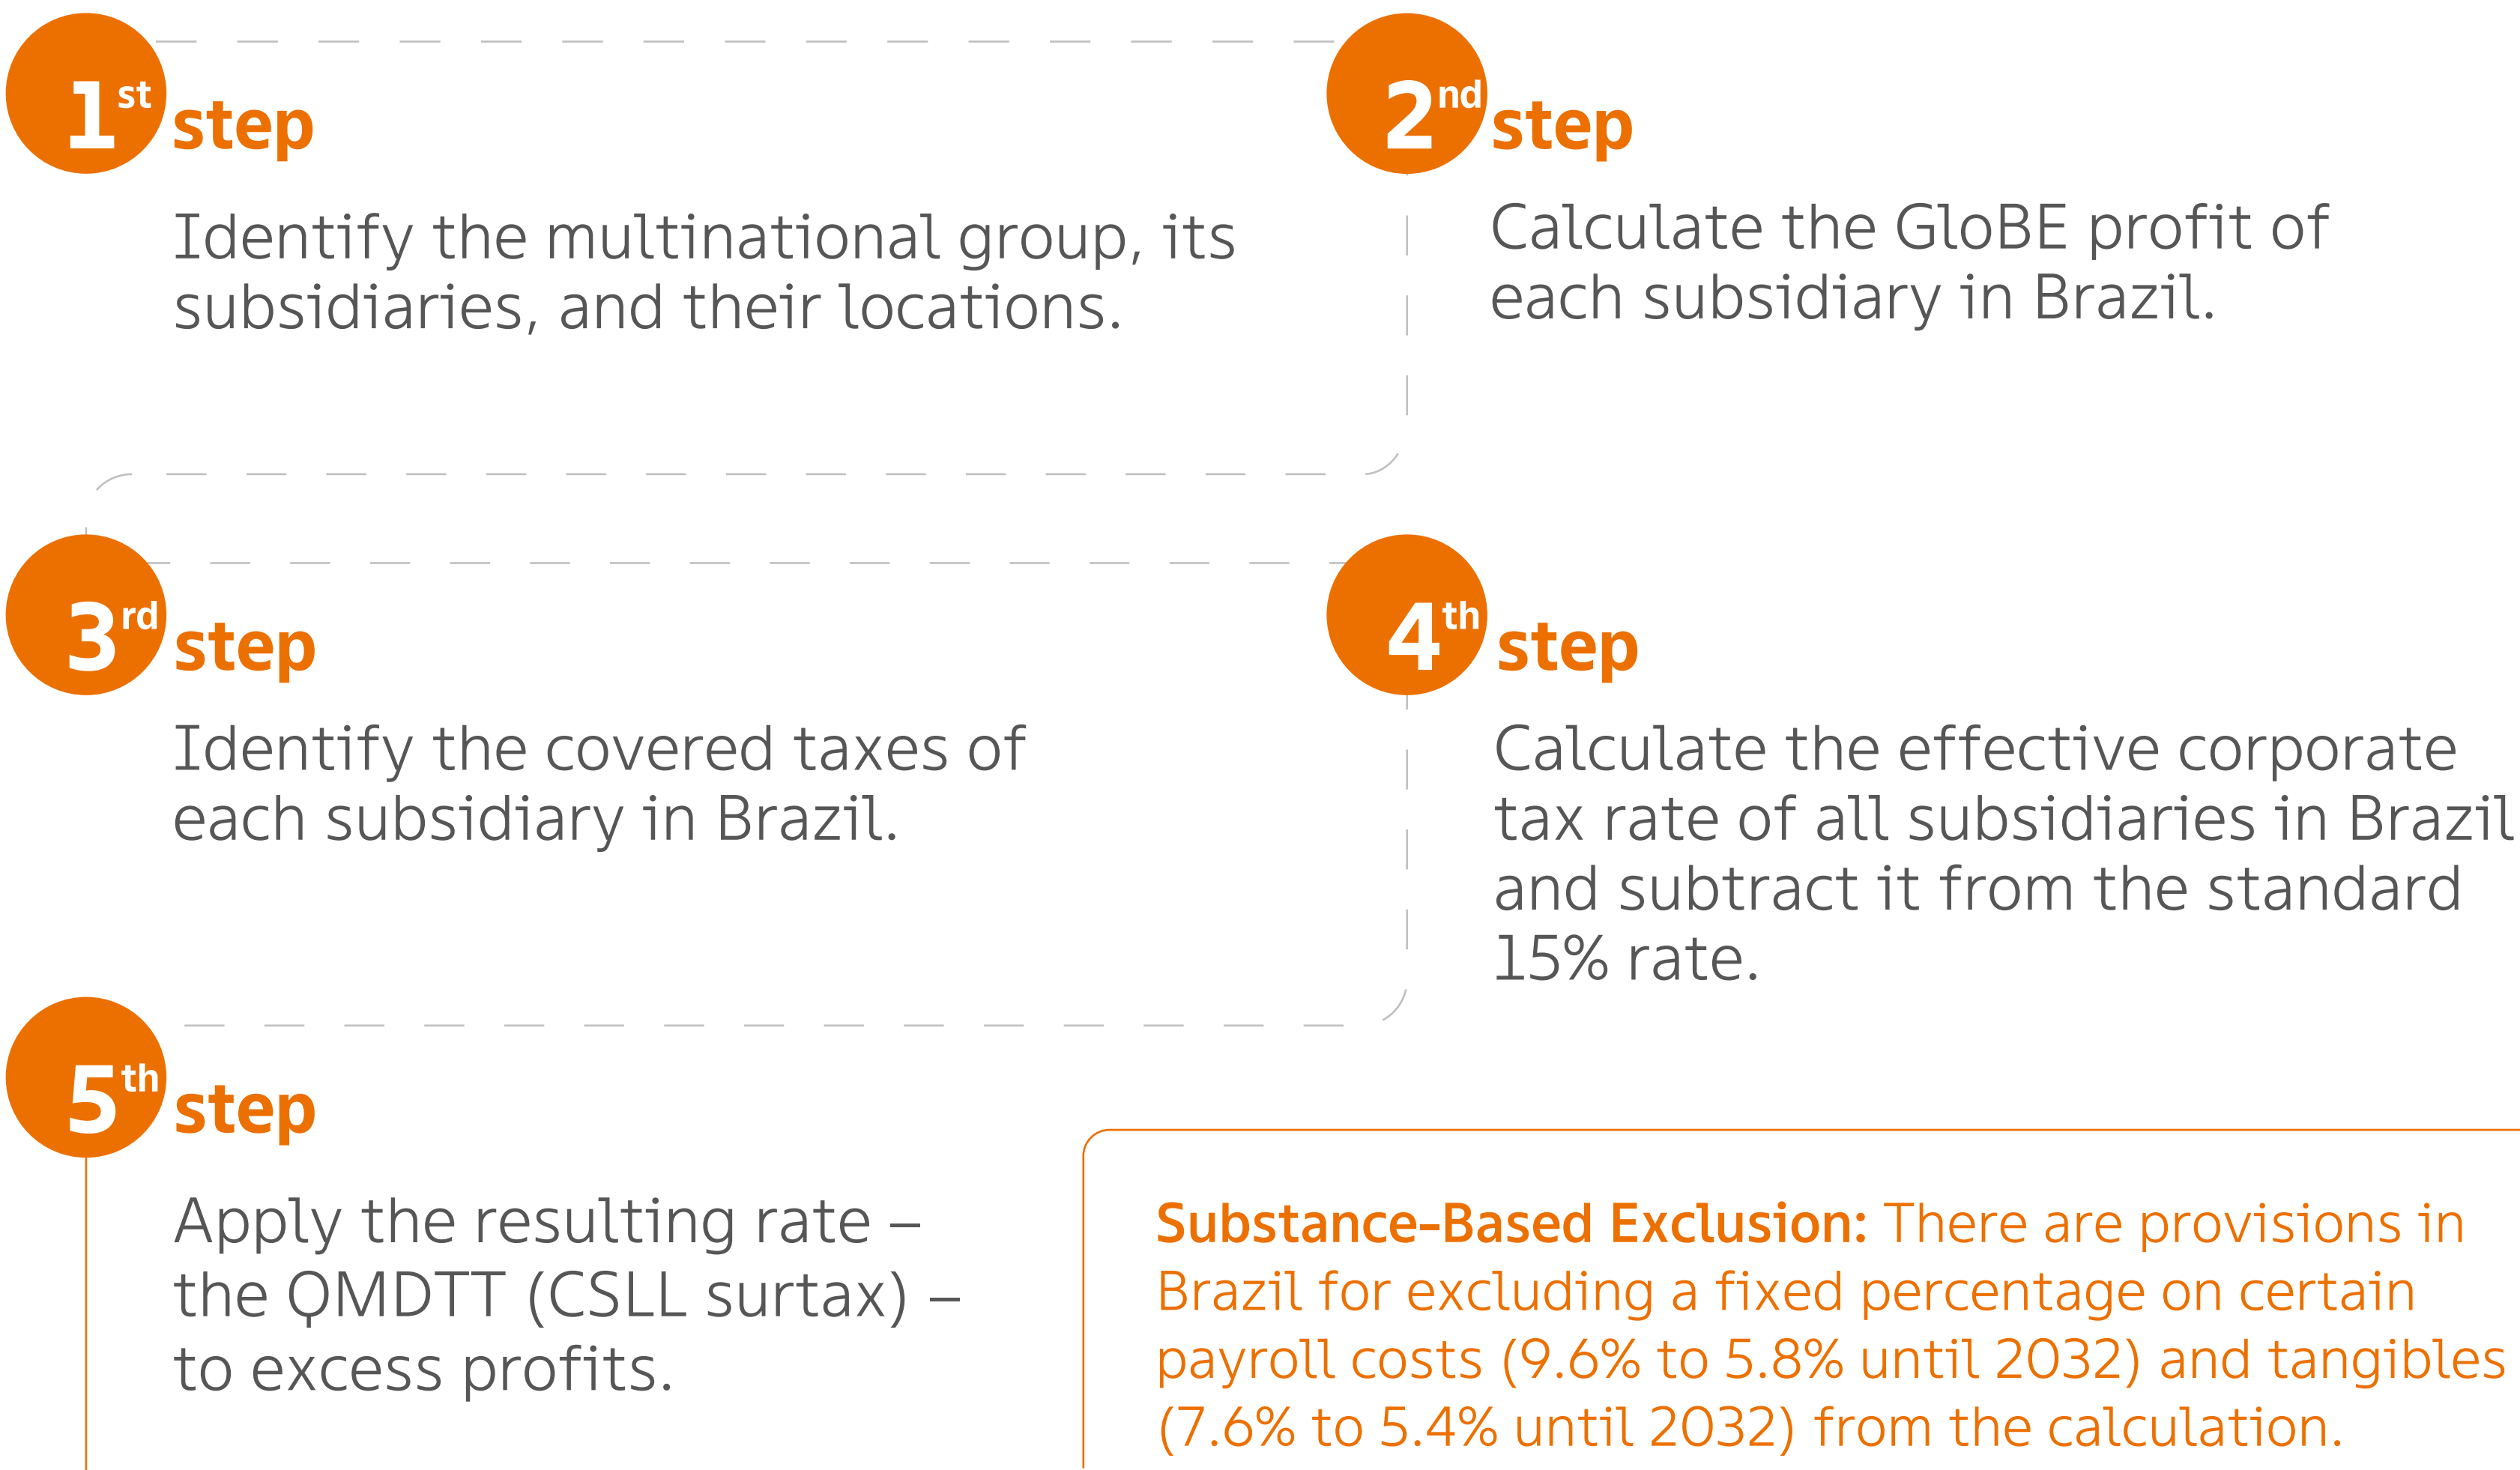 1st step
Identify the multinational group, its
subsidiaries, and their locations.
2nd step
Calculate the GloBE profit of
each subsidiary in Brazil.
3rd step
Identify the covered taxes of
each subsidiary in Brazil.
4th step
Calculate the effective corporate
tax rate of all subsidiaries in Brazil
and subtract it from the standard
15% rate.
5th step
Apply the resulting rate –
the QMDTT (CSLL surtax) –
to excess profits.
Substance-Based Exclusion: There are provisions in
Brazil for excluding a fixed percentage on certain
payroll costs (9.6% to 5.8% until 2032) and tangibles
(7.6% to 5.4% until 2032) from the calculation.